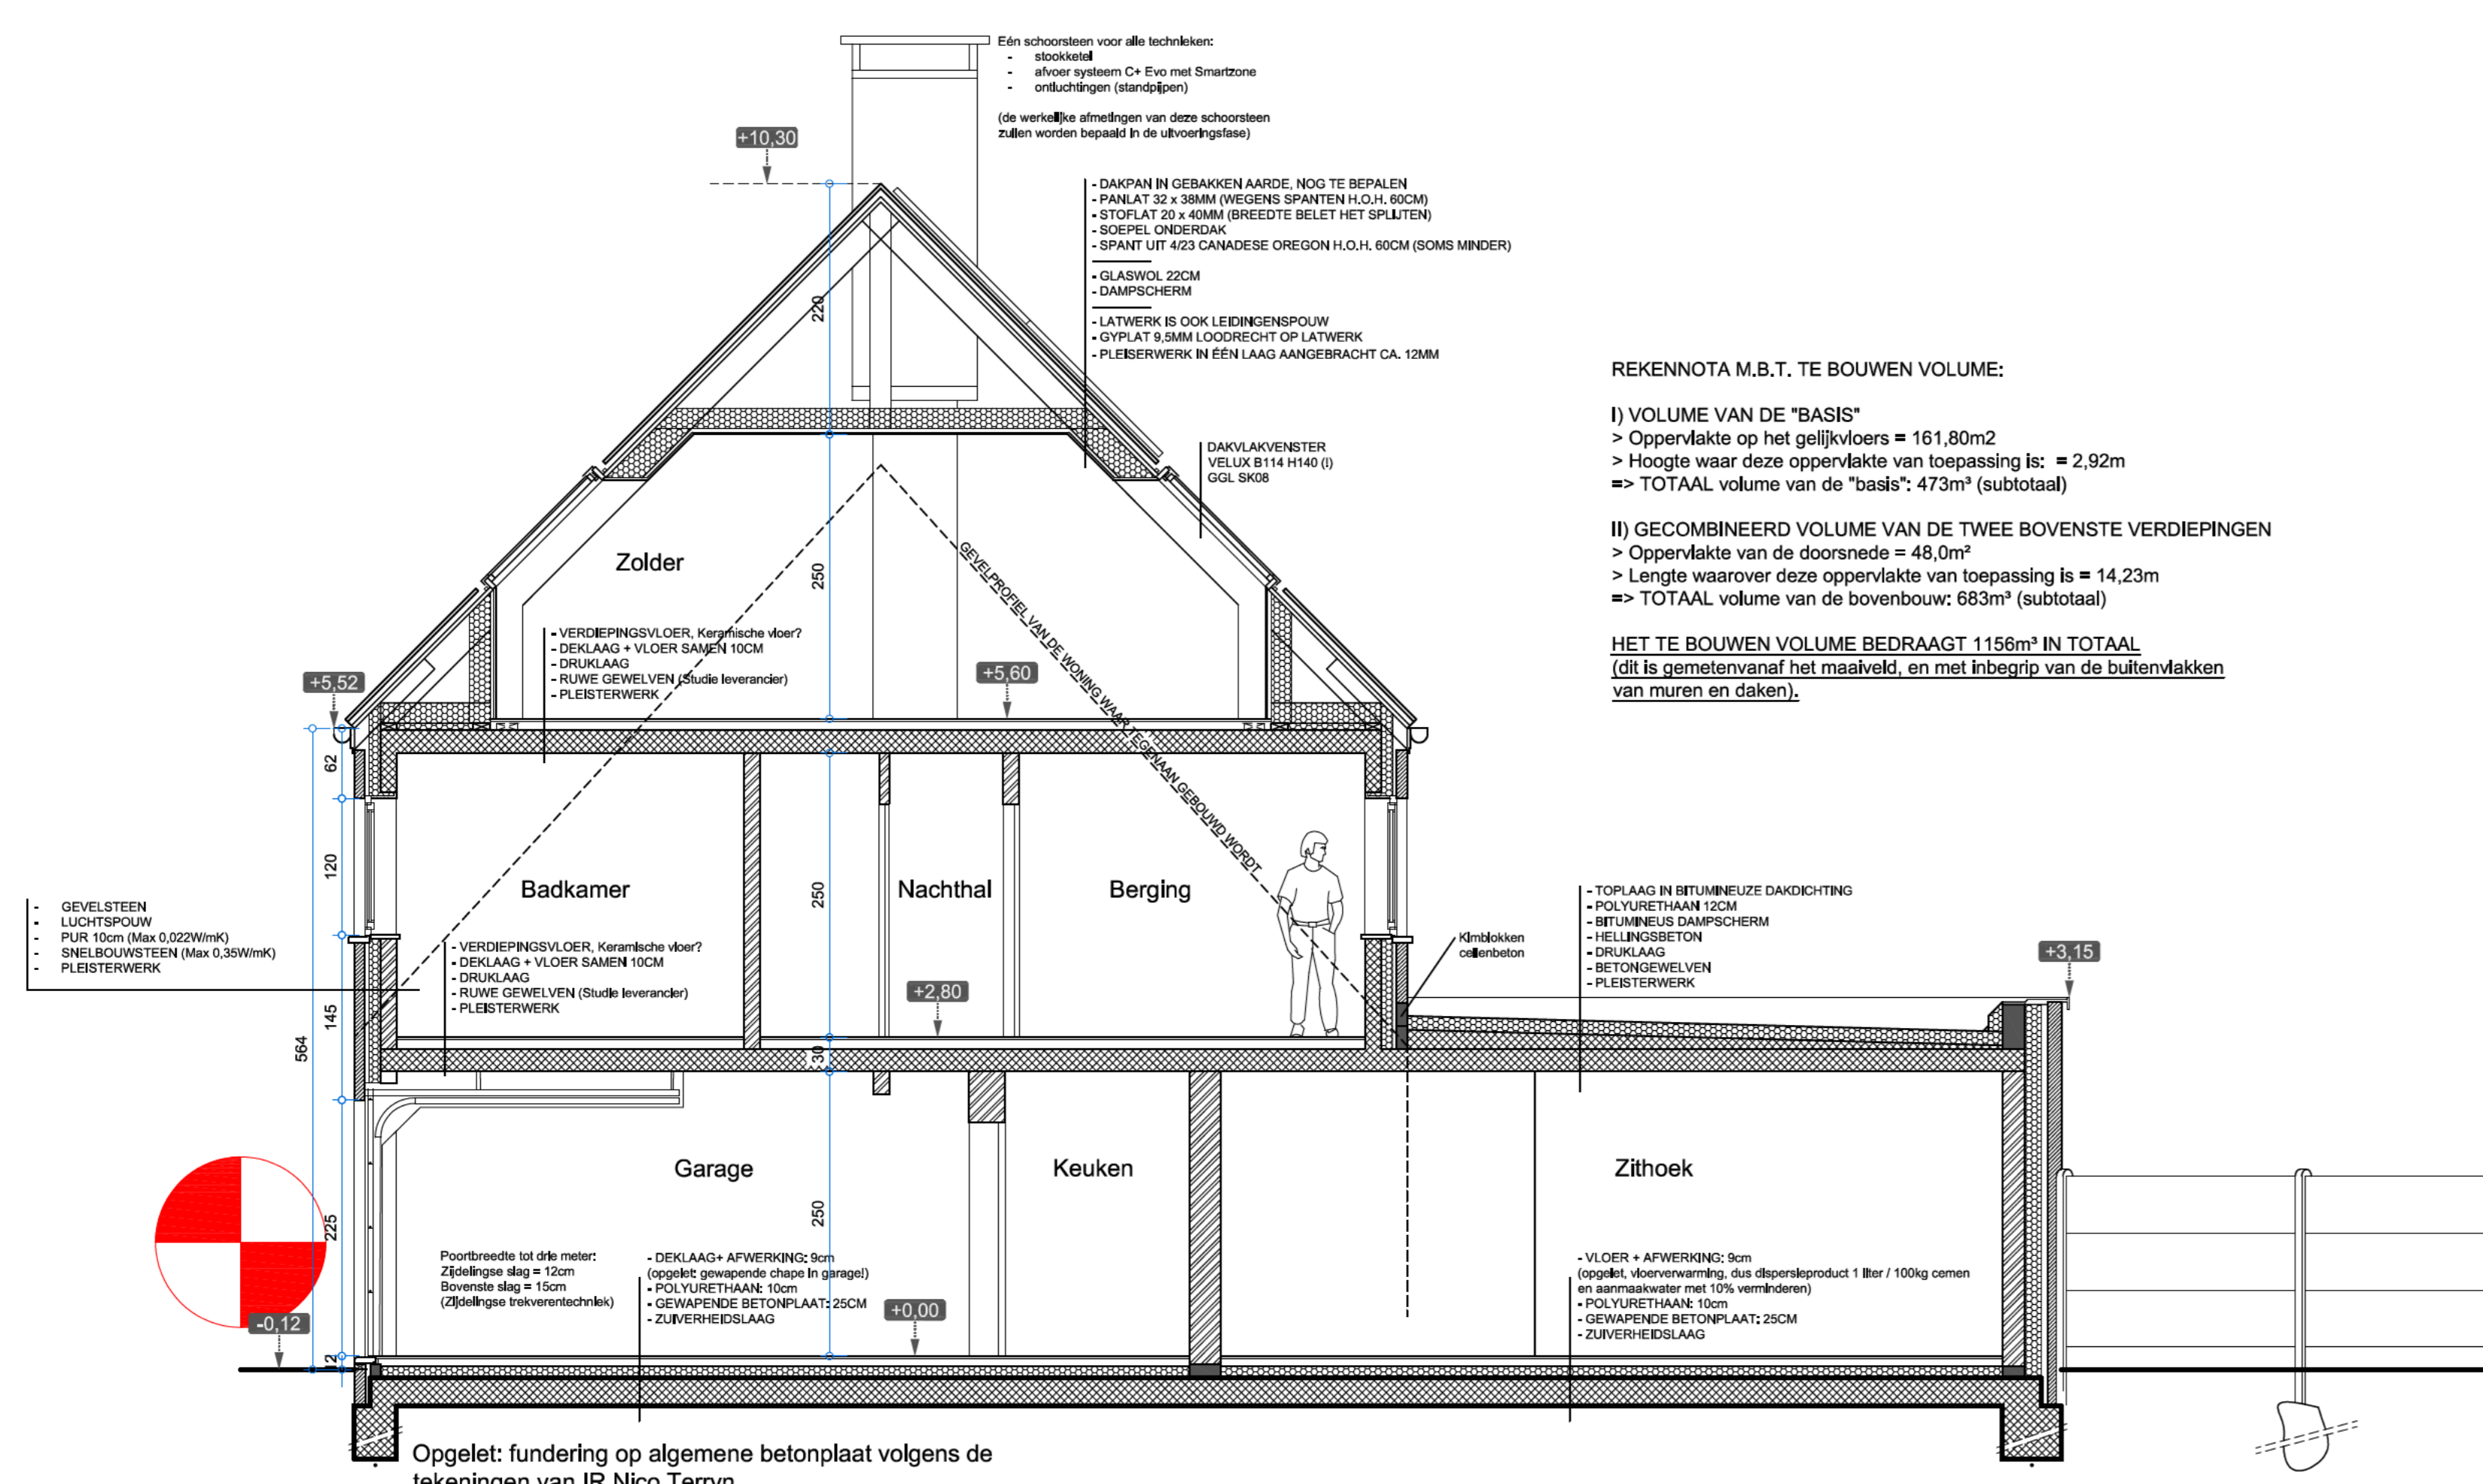 Eén schoorsteen voor alle technieken:
- stookketel
- afvoer systeem C+ Evo met Smartzone
- ontluchtingen (standpijpen)
(de werkelijke afmetingen van deze schoorsteen
zullen worden bepaald in de uitvoeringsfase)
+10,30
- DAKPAN IN GEBAKKEN AARDE, NOG TE BEPALEN
- PANLAT 32 x 38MM (WEGENS SPANTEN H.O.H. 60CM)
- STOFLAT 20 x 40MM (BREEDTE BELET HET SPLIJTEN)
- SOEPEL ONDERDAK
- SPANT UIT 4/23 CANADESE OREGON H.O.H. 60CM (SOMS MINDER)
- GLASWOL 22CM
- DAMPSCHERM
- LATWERK IS OOK LEIDINGENSPOUW
- GYPLAT 9,5MM LOODRECHT OP LATWERK
- PLEISERWERK IN ÉÉN LAAG AANGEBRACHT CA. 12MM
220
REKENNOTA M.B.T. TE BOUWEN VOLUME:
I) VOLUME VAN DE "BASIS"
> Oppervlakte op het gelijkvloers = 161,80m2
> Hoogte waar deze oppervlakte van toepassing is: = 2,92m
=> TOTAAL volume van de "basis": 473m³ (subtotaal)
II) GECOMBINEERD VOLUME VAN DE TWEE BOVENSTE VERDIEPINGEN
> Oppervlakte van de doorsnede = 48,0m²
> Lengte waarover deze oppervlakte van toepassing is = 14,23m
=> TOTAAL volume van de bovenbouw: 683m³ (subtotaal)
HET TE BOUWEN VOLUME BEDRAAGT 1156m³ IN TOTAAL
(dit is gemetenvanaf het maaiveld, en met inbegrip van de buitenvlakken
van muren en daken).
DAKVLAKVENSTER
VELUX B114 H140 (!)
GGL SK08
Zolder
250
GEVELPROFIEL VAN DE WONING WAAR TEGENAAN GEBOUWD WORDT
- VERDIEPINGSVLOER, Keramische vloer?
- DEKLAAG + VLOER SAMEN 10CM
- DRUKLAAG
- RUWE GEWELVEN (Studie leverancier)
- PLEISTERWERK
+5,52
+5,60
62
120
145
564
225
12
Badkamer
250
Nachthal
Berging
- GEVELSTEEN
- LUCHTSPOUW
- PUR 10cm (Max 0,022W/mK)
- SNELBOUWSTEEN (Max 0,35W/mK)
- PLEISTERWERK
- VERDIEPINGSVLOER, Keramische vloer?
- DEKLAAG + VLOER SAMEN 10CM
- DRUKLAAG
- RUWE GEWELVEN (Studie leverancier)
- PLEISTERWERK
+2,80
30
Kimblokken
cellenbeton
- TOPLAAG IN BITUMINEUZE DAKDICHTING
- POLYURETHAAN 12CM
- BITUMINEUS DAMPSCHERM
- HELLINGSBETON
- DRUKLAAG
- BETONGEWELVEN
- PLEISTERWERK
+3,15
Garage
Keuken
Zithoek
250
Poortbreedte tot drie meter:
Zijdelingse slag = 12cm
Bovenste slag = 15cm
(Zijdelingse trekverentechniek)
- DEKLAAG+ AFWERKING: 9cm
(opgelet: gewapende chape in garage!)
- POLYURETHAAN: 10cm
- GEWAPENDE BETONPLAAT: 25CM
- ZUIVERHEIDSLAAG
+0,00
- VLOER + AFWERKING: 9cm
(opgelet, vloerverwarming, dus dispersieproduct 1 liter / 100kg cemen
en aanmaakwater met 10% verminderen)
- POLYURETHAAN: 10cm
- GEWAPENDE BETONPLAAT: 25CM
- ZUIVERHEIDSLAAG
-0,12
Opgelet: fundering op algemene betonplaat volgens de
tekeningen van IR Nico Terryn